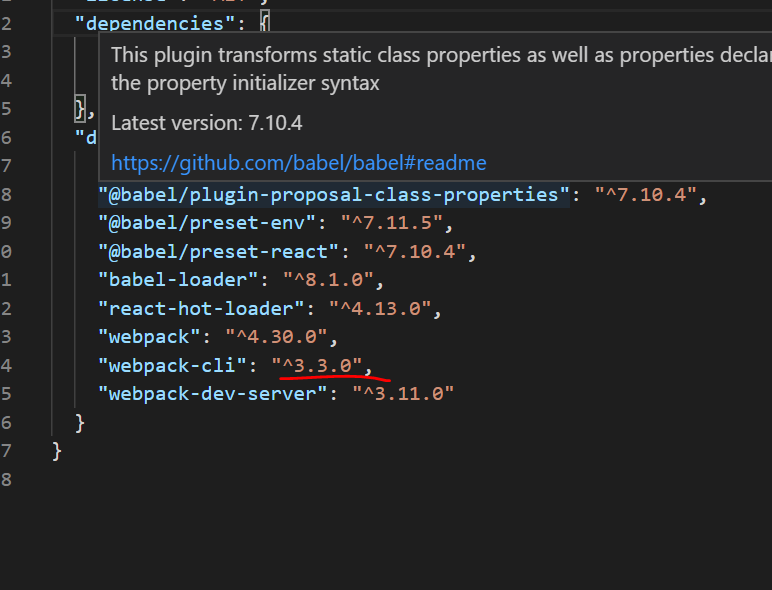 2 "dependencies": {
3 This plugin transforms static class properties as well as properties declar
4 the property initializer syntax
5 },
Latest version: 7.10.4
6 "d
7 https://github.com/babel/babel#readme
8 "@babel/plugin-proposal-class-properties": "^7.10.4",
9 "@babel/preset-env": "^7.11.5",
0 "@babel/preset-react": "^7.10.4",
1 "babel-loader": "^8.1.0",
2 "react-hot-loader": "^4.13.0",
3 "webpack": "^4.30.0",
4 "webpack-cli": "^3.3.0",
5 "webpack-dev-server": "^3.11.0"
6 }
7 }
8